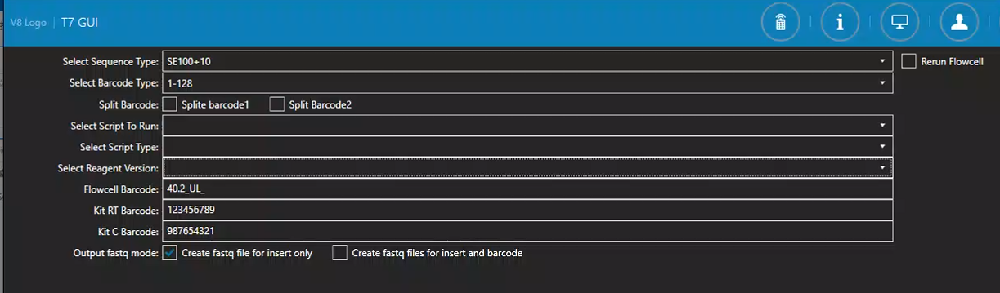 V8 Logo | T7 GUI
Select Sequence Type: SE100+10 Rerun Flowcell
Select Barcode Type: 1-128
Split Barcode: Splite barcode1 Split Barcode2
Select Script To Run:
Select Script Type:
Select Reagent Version:
Flowcell Barcode: 40.2_UL_
Kit RT Barcode: 123456789
Kit C Barcode: 987654321
Output fastq mode: Create fastq file for insert only Create fastq files for insert and barcode